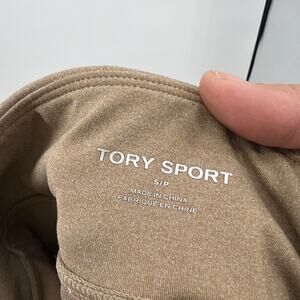 TORY SPORT
S/P
MADE IN CHINA
FABRIQUÉ EN CHINE